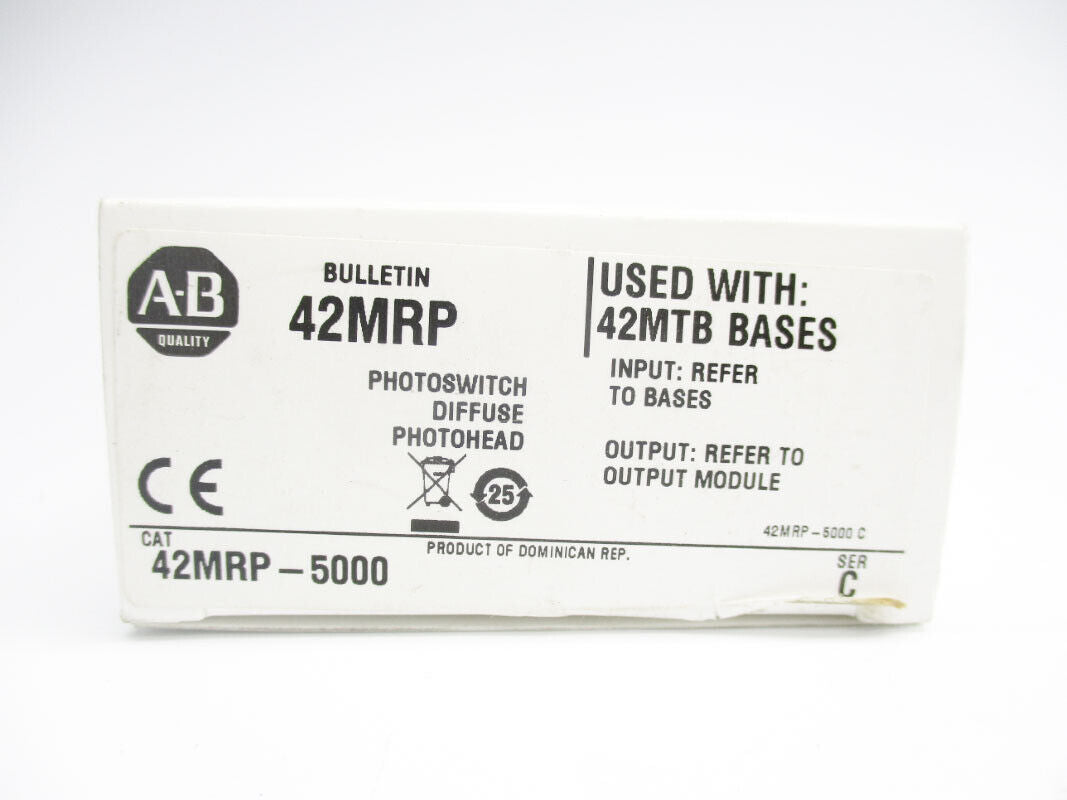 A-B
QUALITY
BULLETIN
42MRP
PHOTOSWITCH
DIFFUSE
PHOTOHEAD
USED WITH:
42MTB BASES
INPUT: REFER
TO BASES
OUTPUT: REFER TO
OUTPUT MODULE
CE
25
42MRP-5000 C
PRODUCT OF DOMINICAN REP.
CAT
42MRP-5000
SER
C